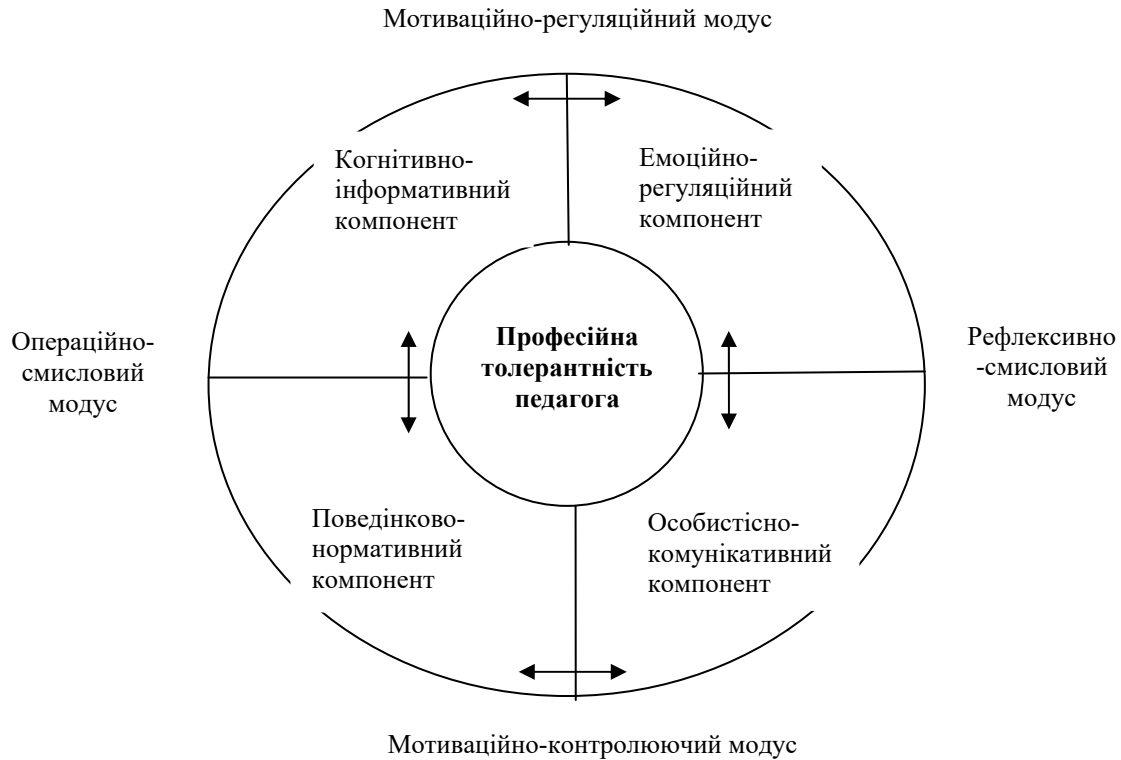 Мотиваційно-регуляційний модус
Когнітивно-
інформативний
компонент
Емоційно-
регуляційний
компонент
Операційно-
смисловий
модус
Професійна
толерантність
педагога
Рефлексивно
-смисловий
модус
Поведінково-
нормативний
компонент
Особистісно-
комунікативний
компонент
Мотиваційно-контролюючий модус